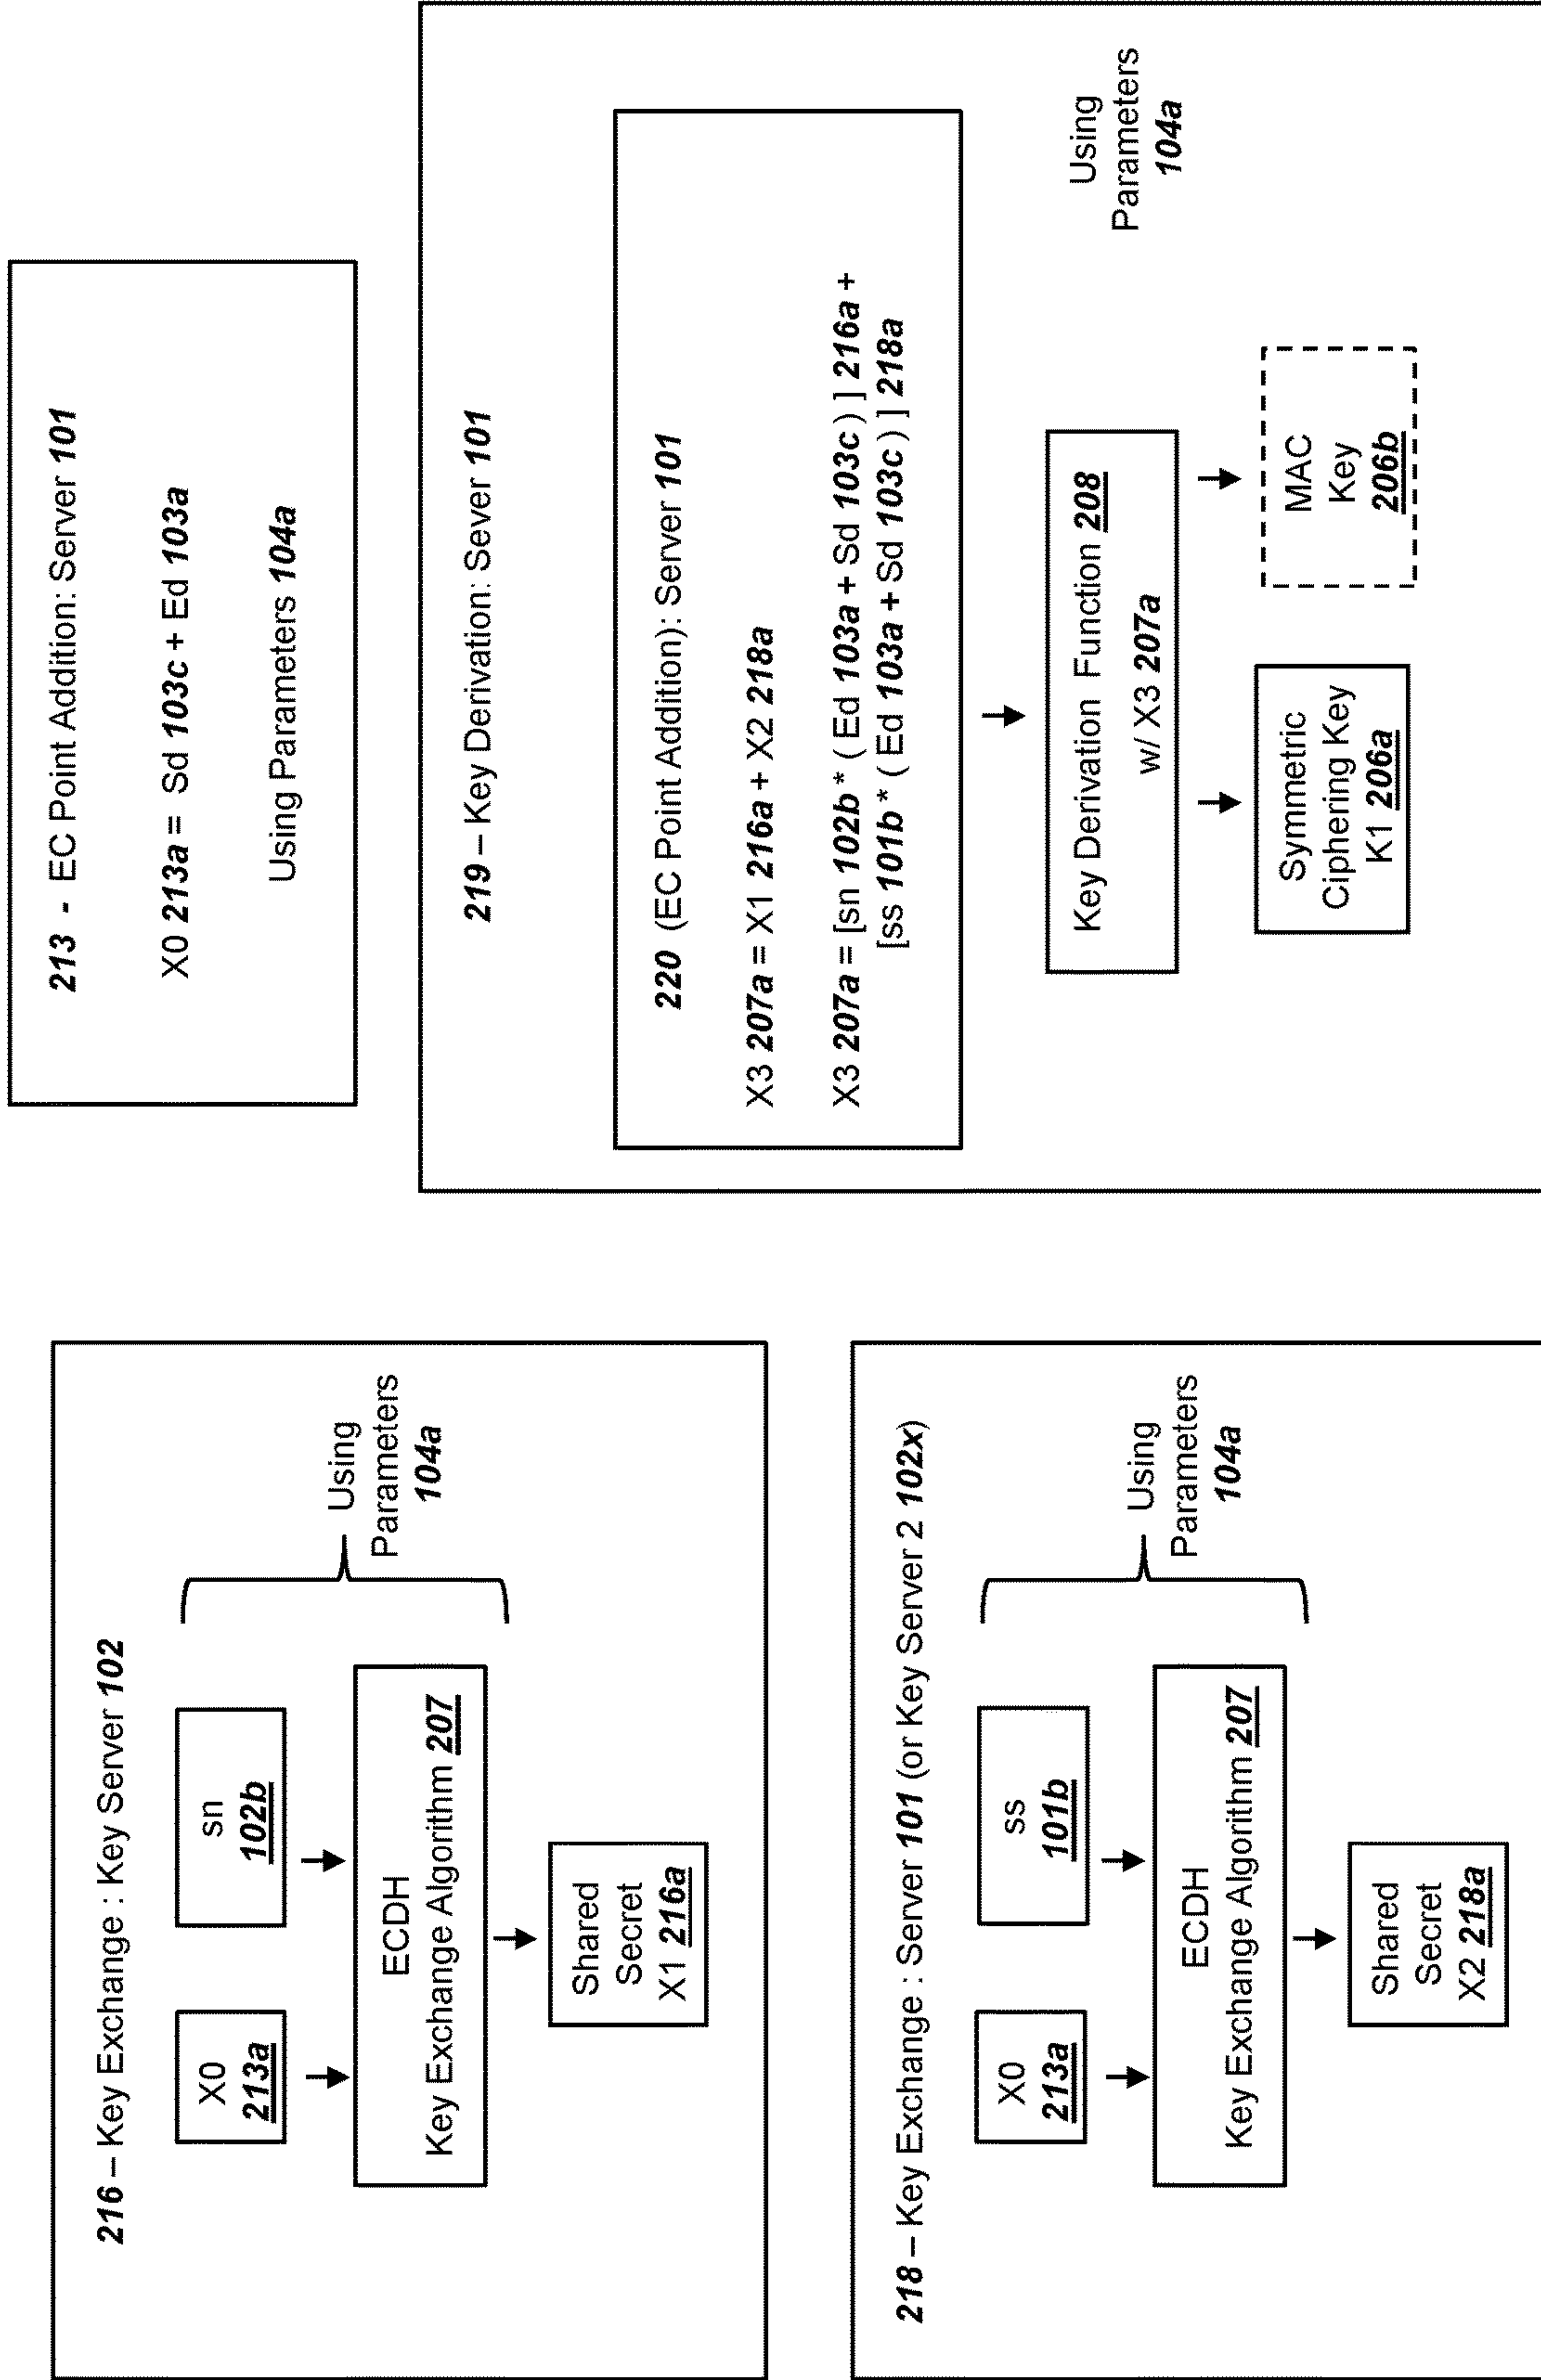 216 – Key Exchange : Key Server 102
X0
213a
sn
102b
ECDH
Key Exchange Algorithm 207
Using
Parameters
104a
Shared
Secret
X1 216a
218 – Key Exchange : Server 101 (or Key Server 2 102x)
X0
213a
ss
101b
ECDH
Key Exchange Algorithm 207
Using
Parameters
104a
Shared
Secret
X2 218a
213 - EC Point Addition: Server 101
X0 213a = Sd 103c + Ed 103a
Using Parameters 104a
219 – Key Derivation: Sever 101
220 (EC Point Addition): Server 101
X3 207a = X1 216a + X2 218a
X3 207a = [sn 102b * ( Ed 103a + Sd 103c ) ] 216a +
[ss 101b * ( Ed 103a + Sd 103c ) ] 218a
Key Derivation Function 208
w/ X3 207a
Symmetric
Ciphering Key
K1 206a
MAC
Key
206b
Using
Parameters
104a